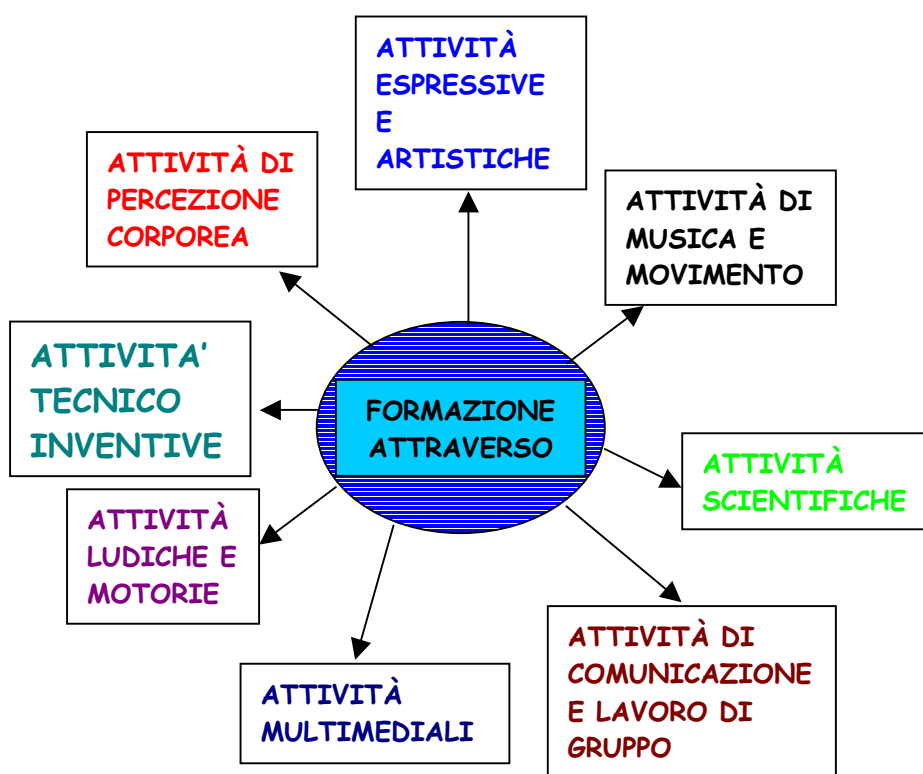 ATTIVITÀ
ESPRESSIVE
E
ARTISTICHE
ATTIVITÀ DI
PERCEZIONE
CORPOREA
ATTIVITÀ DI
MUSICA E
MOVIMENTO
ATTIVITA'
TECNICO
INVENTIVE
FORMAZIONE
ATTRAVERSO
ATTIVITÀ
SCIENTIFICHE
ATTIVITÀ
LUDICHE E
MOTORIE
ATTIVITÀ DI
COMUNICAZIONE
E LAVORO DI
GRUPPO
ATTIVITÀ
MULTIMEDIALI